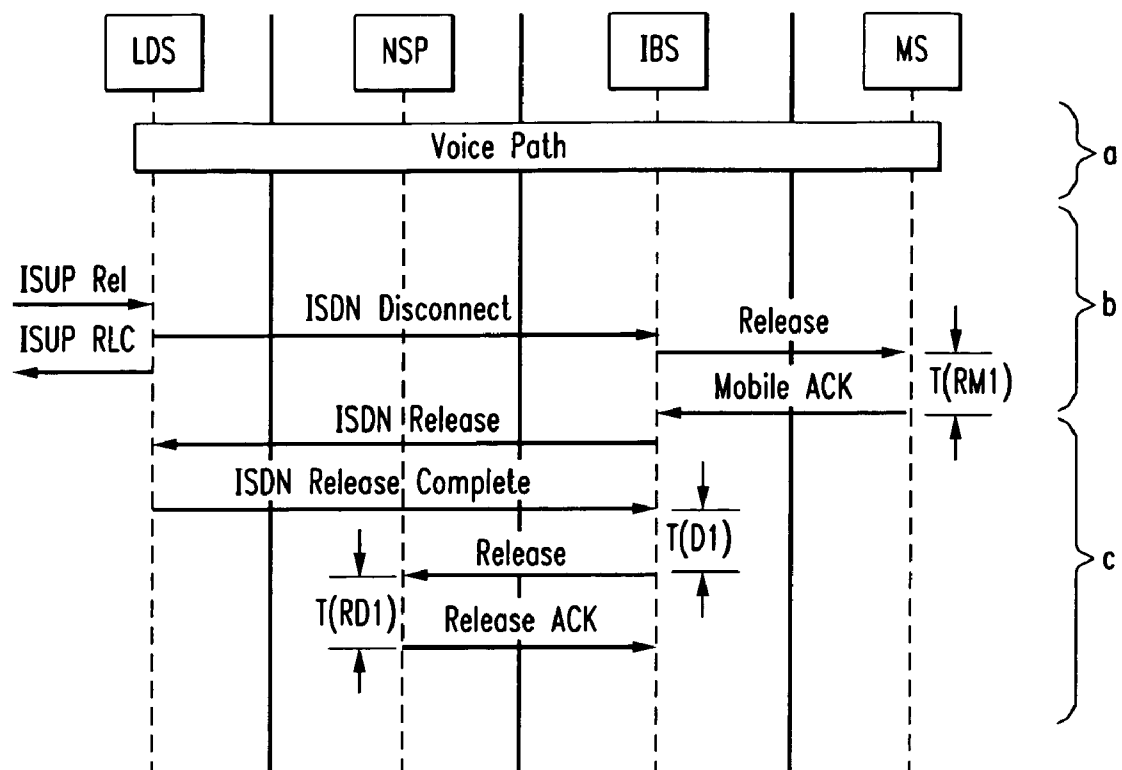 LDS
NSP
IBS
MS
Voice Path
a
ISUP Rel
ISDN Disconnect
Release
b
ISUP RLC
T(RM1)
Mobile ACK
ISDN Release
ISDN Release Complete
T(D1)
Release
c
T(RD1)
Release ACK